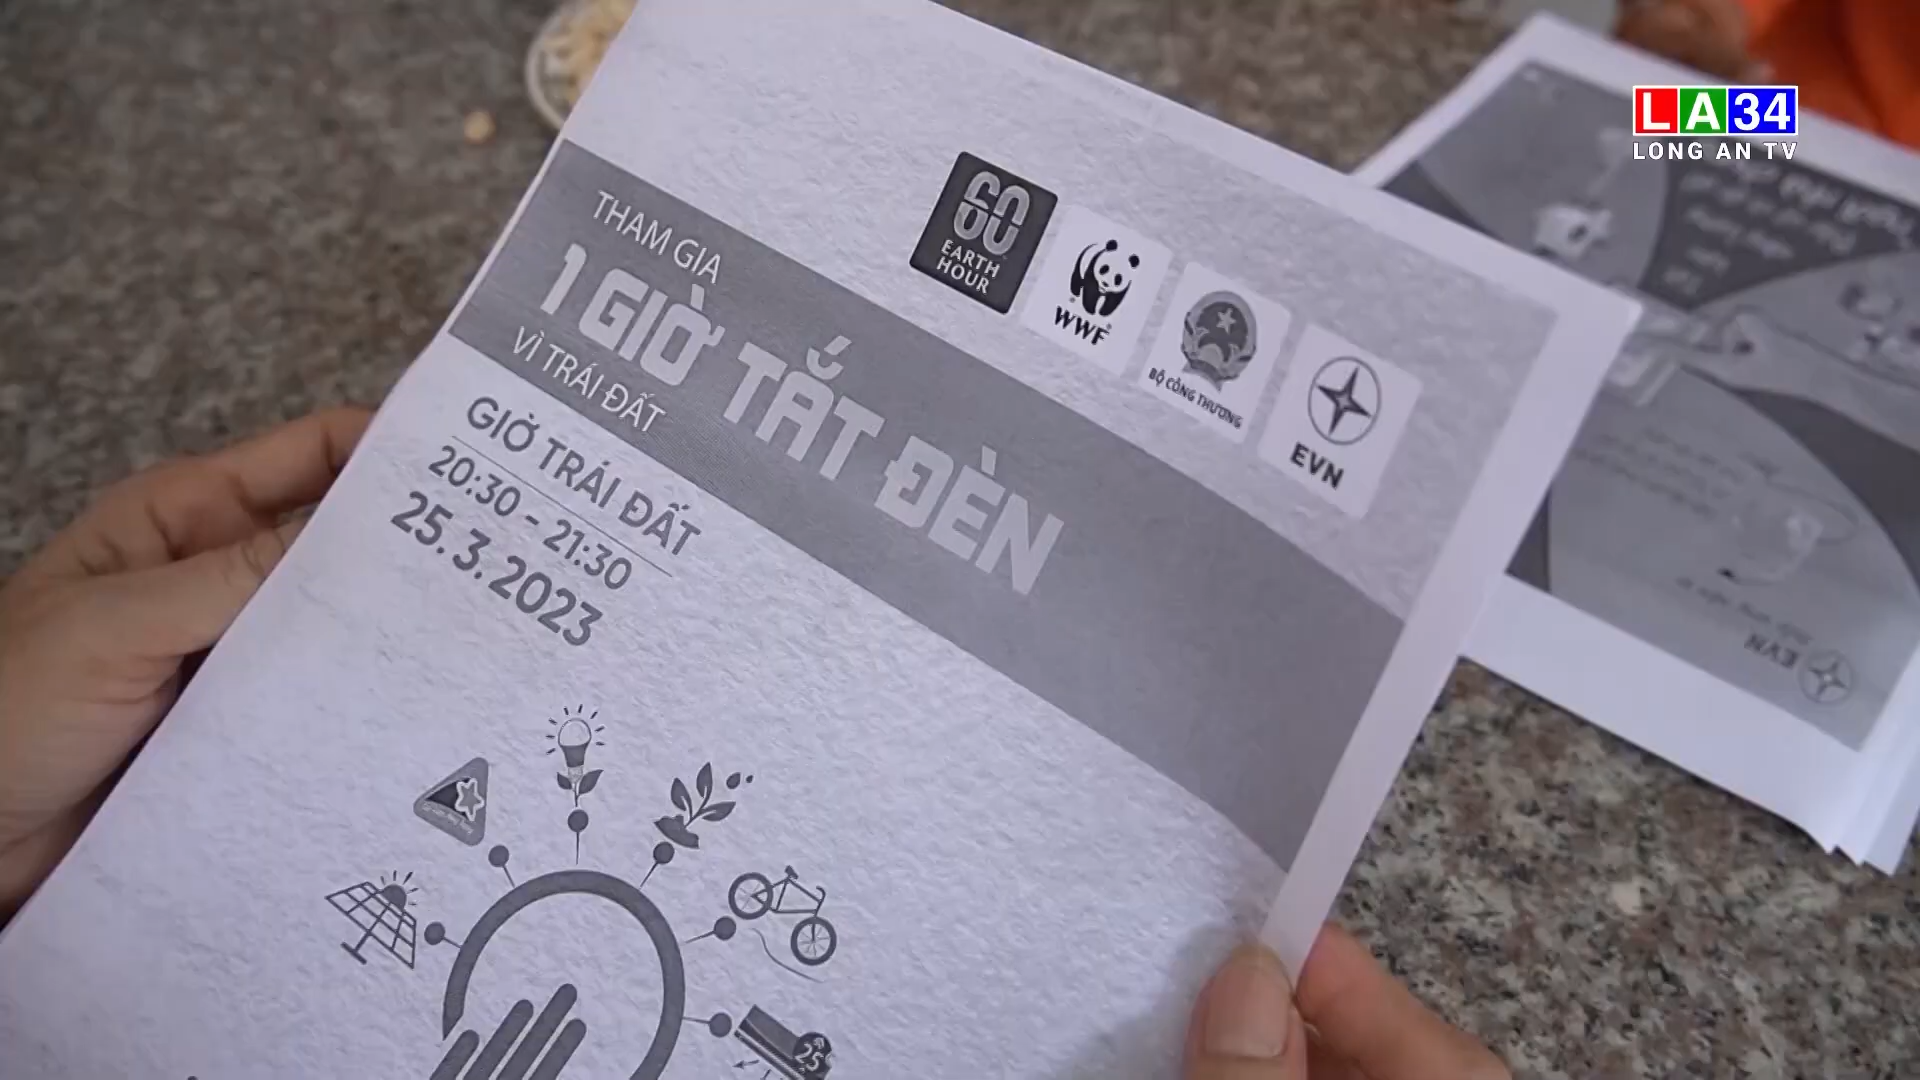 LA34
LONG AN TV
60
EARTH
HOUR
WWF
BỘ CÔNG THƯƠNG
EVN
THAM GIA
1 GIỜ TẮT ĐÈN
VÌ TRÁI ĐẤT
GIỜ TRÁI ĐẤT
20:30 - 21:30
25.3.2023
25
EVN